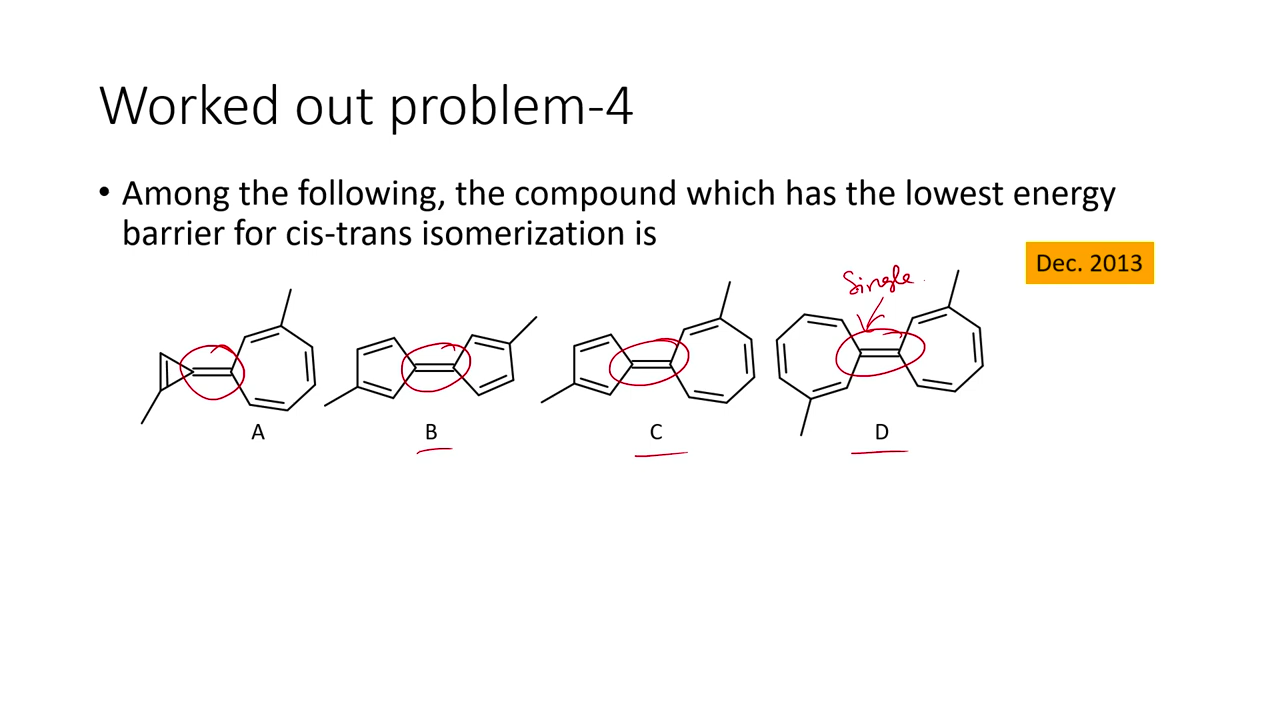 Worked out problem-4
• Among the following, the compound which has the lowest energy
barrier for cis-trans isomerization is
Dec. 2013
Single
A B C D